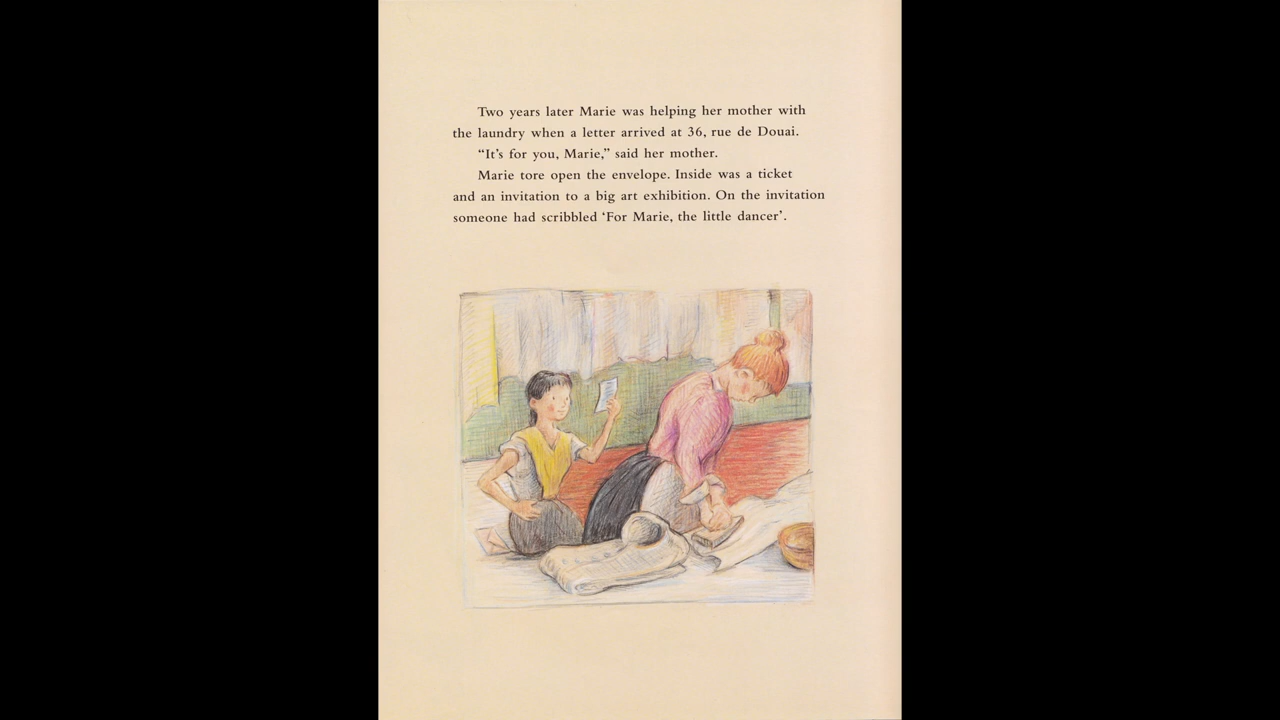 Two years later Marie was helping her mother with
the laundry when a letter arrived at 36, rue de Douai.
“It’s for you, Marie,” said her mother.
Marie tore open the envelope. Inside was a ticket
and an invitation to a big art exhibition. On the invitation
someone had scribbled ‘For Marie, the little dancer’.